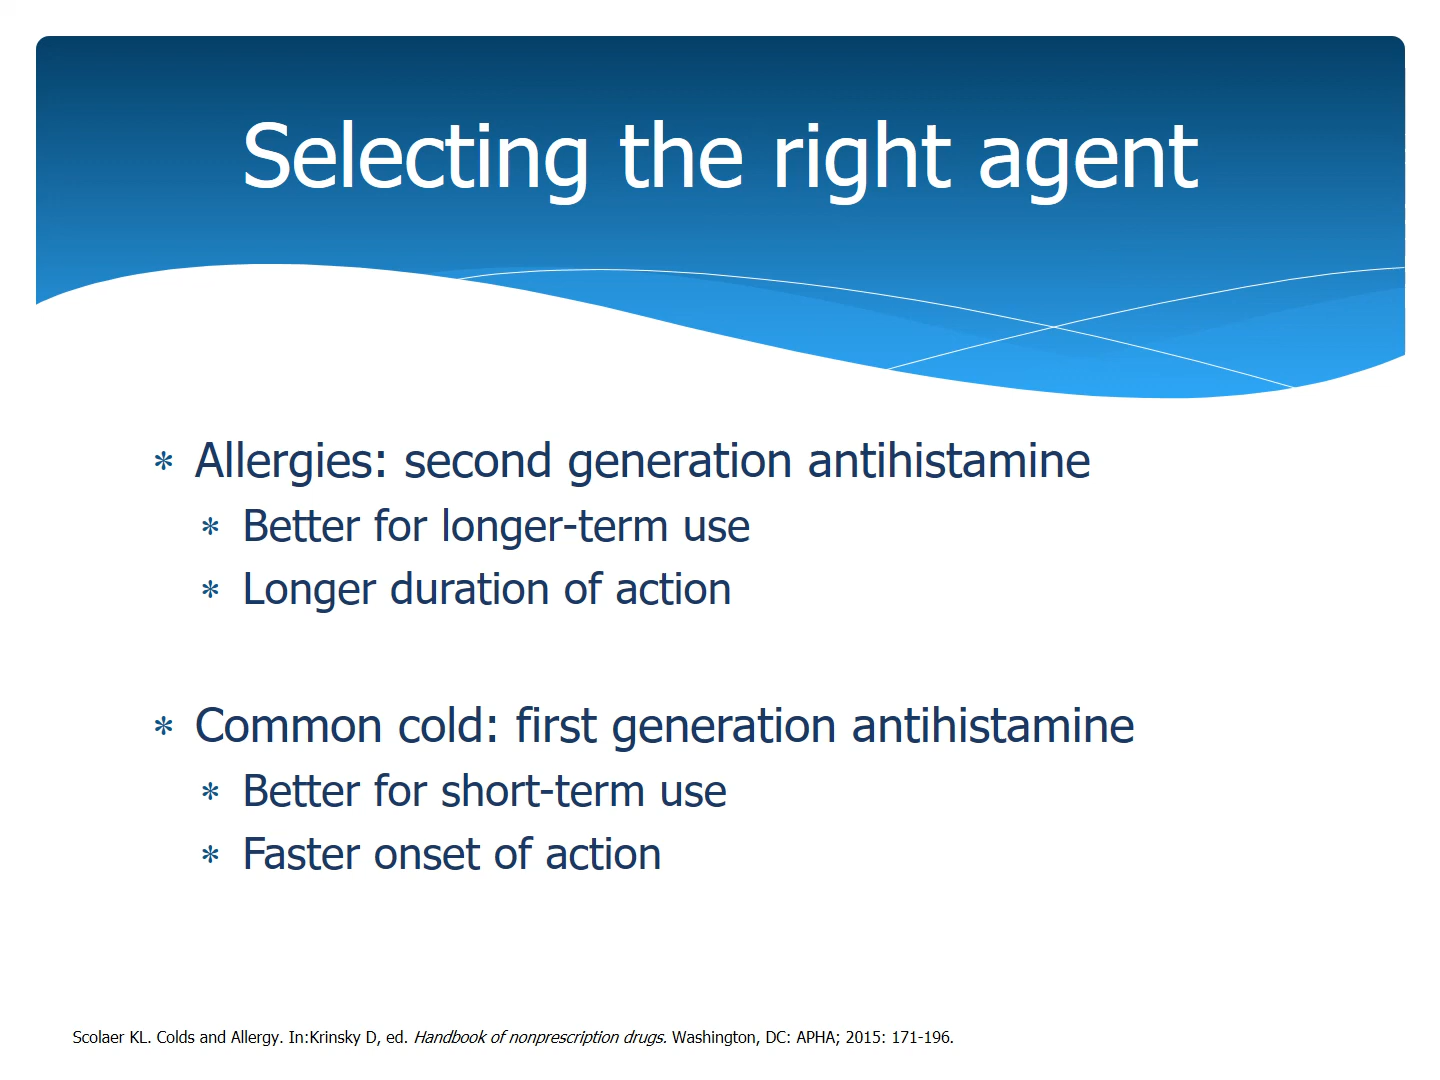 Selecting the right agent
* Allergies: second generation antihistamine
* Better for longer-term use
* Longer duration of action
* Common cold: first generation antihistamine
* Better for short-term use
* Faster onset of action
Scolaer KL. Colds and Allergy. In:Krinsky D, ed. Handbook of nonprescription drugs. Washington, DC: APHA; 2015: 171-196.